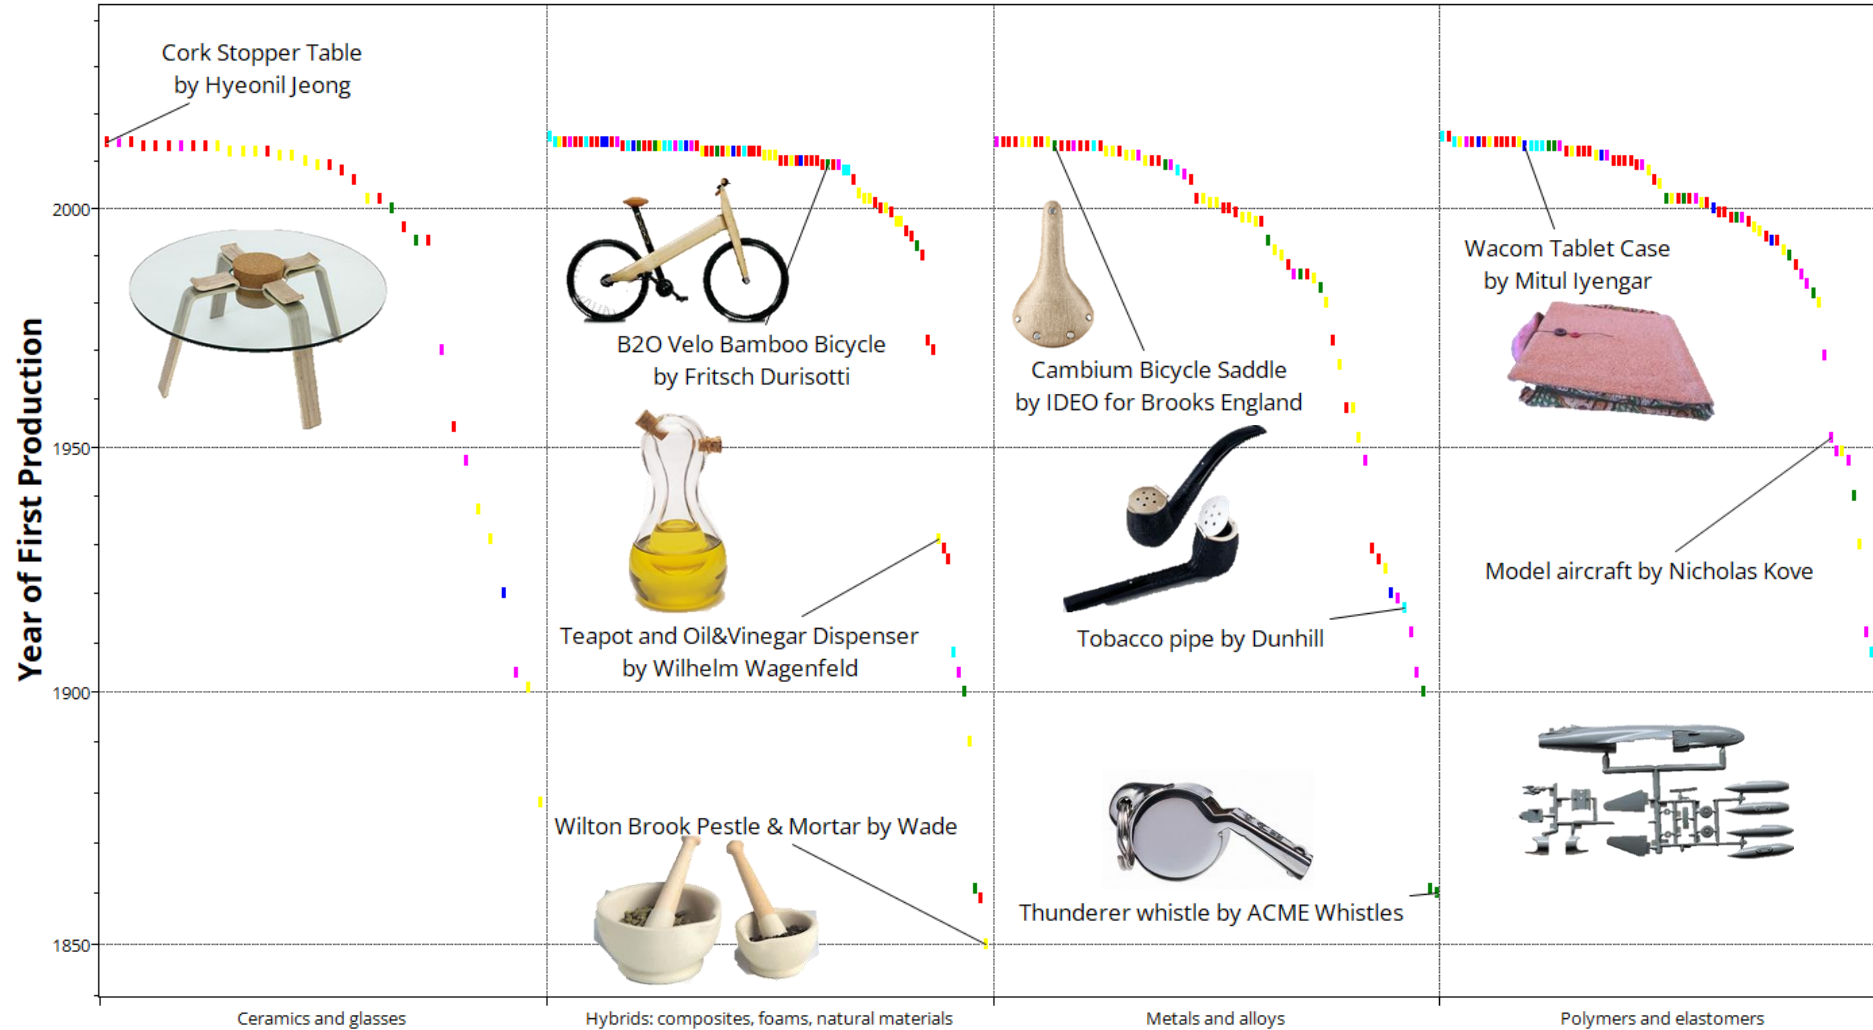 Year of First Production
2000
1950
1900
1850
Cork Stopper Table
by Hyeonil Jeong
B2O Velo Bamboo Bicycle
by Fritsch Durisotti
Teapot and Oil&Vinegar Dispenser
by Wilhelm Wagenfeld
Wilton Brook Pestle & Mortar by Wade
Cambium Bicycle Saddle
by IDEO for Brooks England
Tobacco pipe by Dunhill
Thunderer whistle by ACME Whistles
Wacom Tablet Case
by Mitul Iyengar
Model aircraft by Nicholas Kove
Ceramics and glasses
Hybrids: composites, foams, natural materials
Metals and alloys
Polymers and elastomers